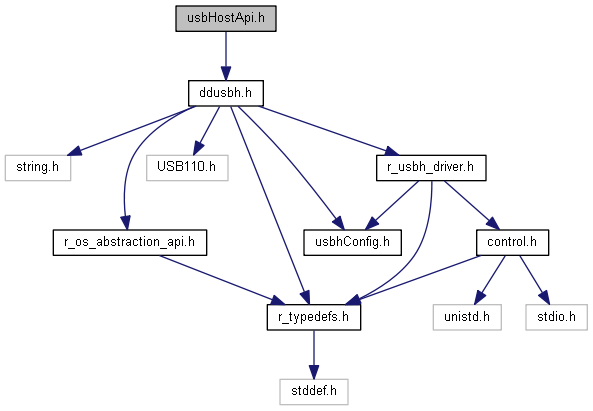 usbHostApi.h
ddusbh.h
string.h
USB110.h
r_usbh_driver.h
r_os_abstraction_api.h
usbhConfig.h
control.h
r_typedefs.h
unistd.h
stdio.h
stddef.h